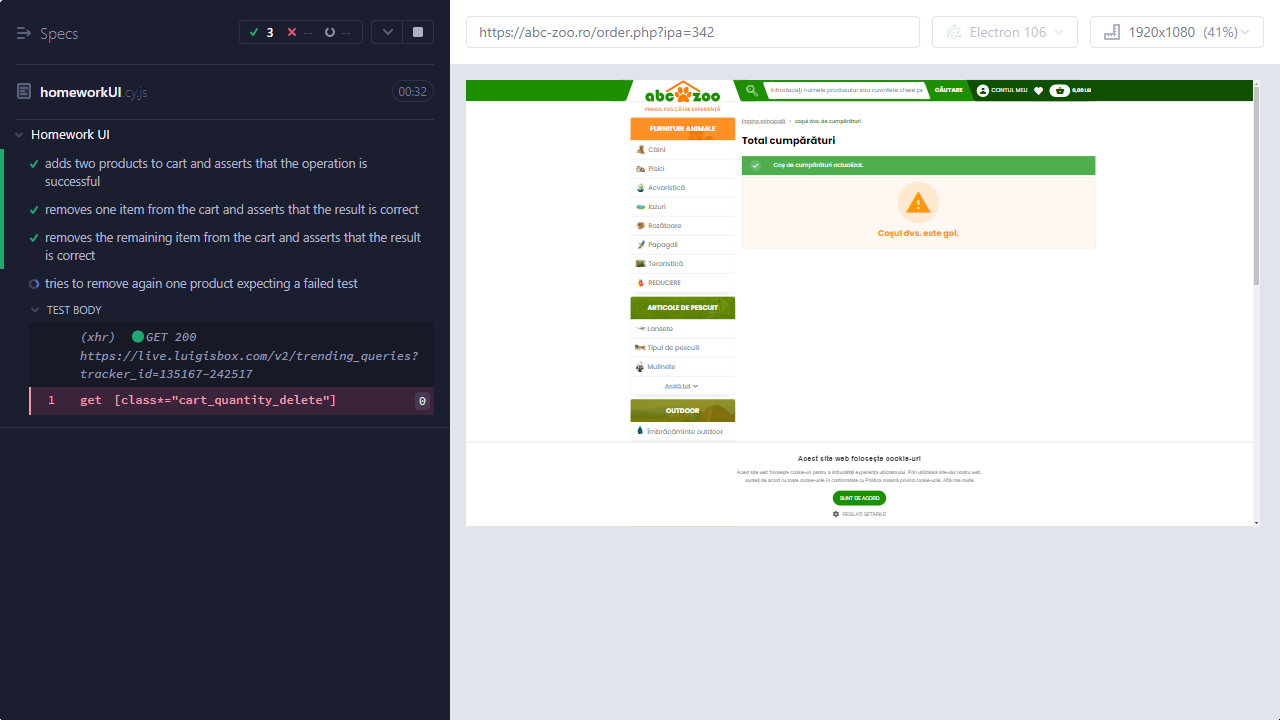 Specs
3
--
--
homeworkUI.cy.js
00:32
Homework UI
adds two products to cart and asserts that the operation is
successful
removes one item from the cart and asserts that the result is correct
removes the remaining item from the cart and asserts that the result
is correct
tries to remove again one product expecting a failed test
TEST BODY
(xhr) GET 200
https://live.luigisbox.com/v2/trending_queries?
tracker_id=135167-242517
1 get [class*="cart_quantity_delete"] 0
https://abc-zoo.ro/order.php?ipa=342
Electron 106
1920x1080 (41%)
abc zoo
PRIMUL PAS CĂTRE EXPERIENȚĂ
Introduceți numele produsului sau cuvintele cheie pe
CĂUTARE
CONTUL MEU
0,00 LEI
Pagina principală › coșul dvs. de cumpărături
Total cumpărături
Coș de cumpărături actualizat.
Coşul dvs. este gol.
FURNITURI ANIMALE
Câini
Pisici
Acvaristică
Iazuri
Rozătoare
Papagali
Teraristică
REDUCERE
ARTICOLE DE PESCUIT
Lansete
Tipul de pescuit
Mulinete
Arată tot
OUTDOOR
Îmbrăcăminte outdoor
Acest site web folosește cookie-uri
Acest site web folosește cookie-uri pentru a îmbunătăți experiența utilizatorului. Prin utilizarea site-ului nostru web,
sunteți de acord cu toate cookie-urile în conformitate cu Politica noastră privind cookie-urile. Află mai multe
SUNT DE ACORD
REGLAȚI SETĂRILE